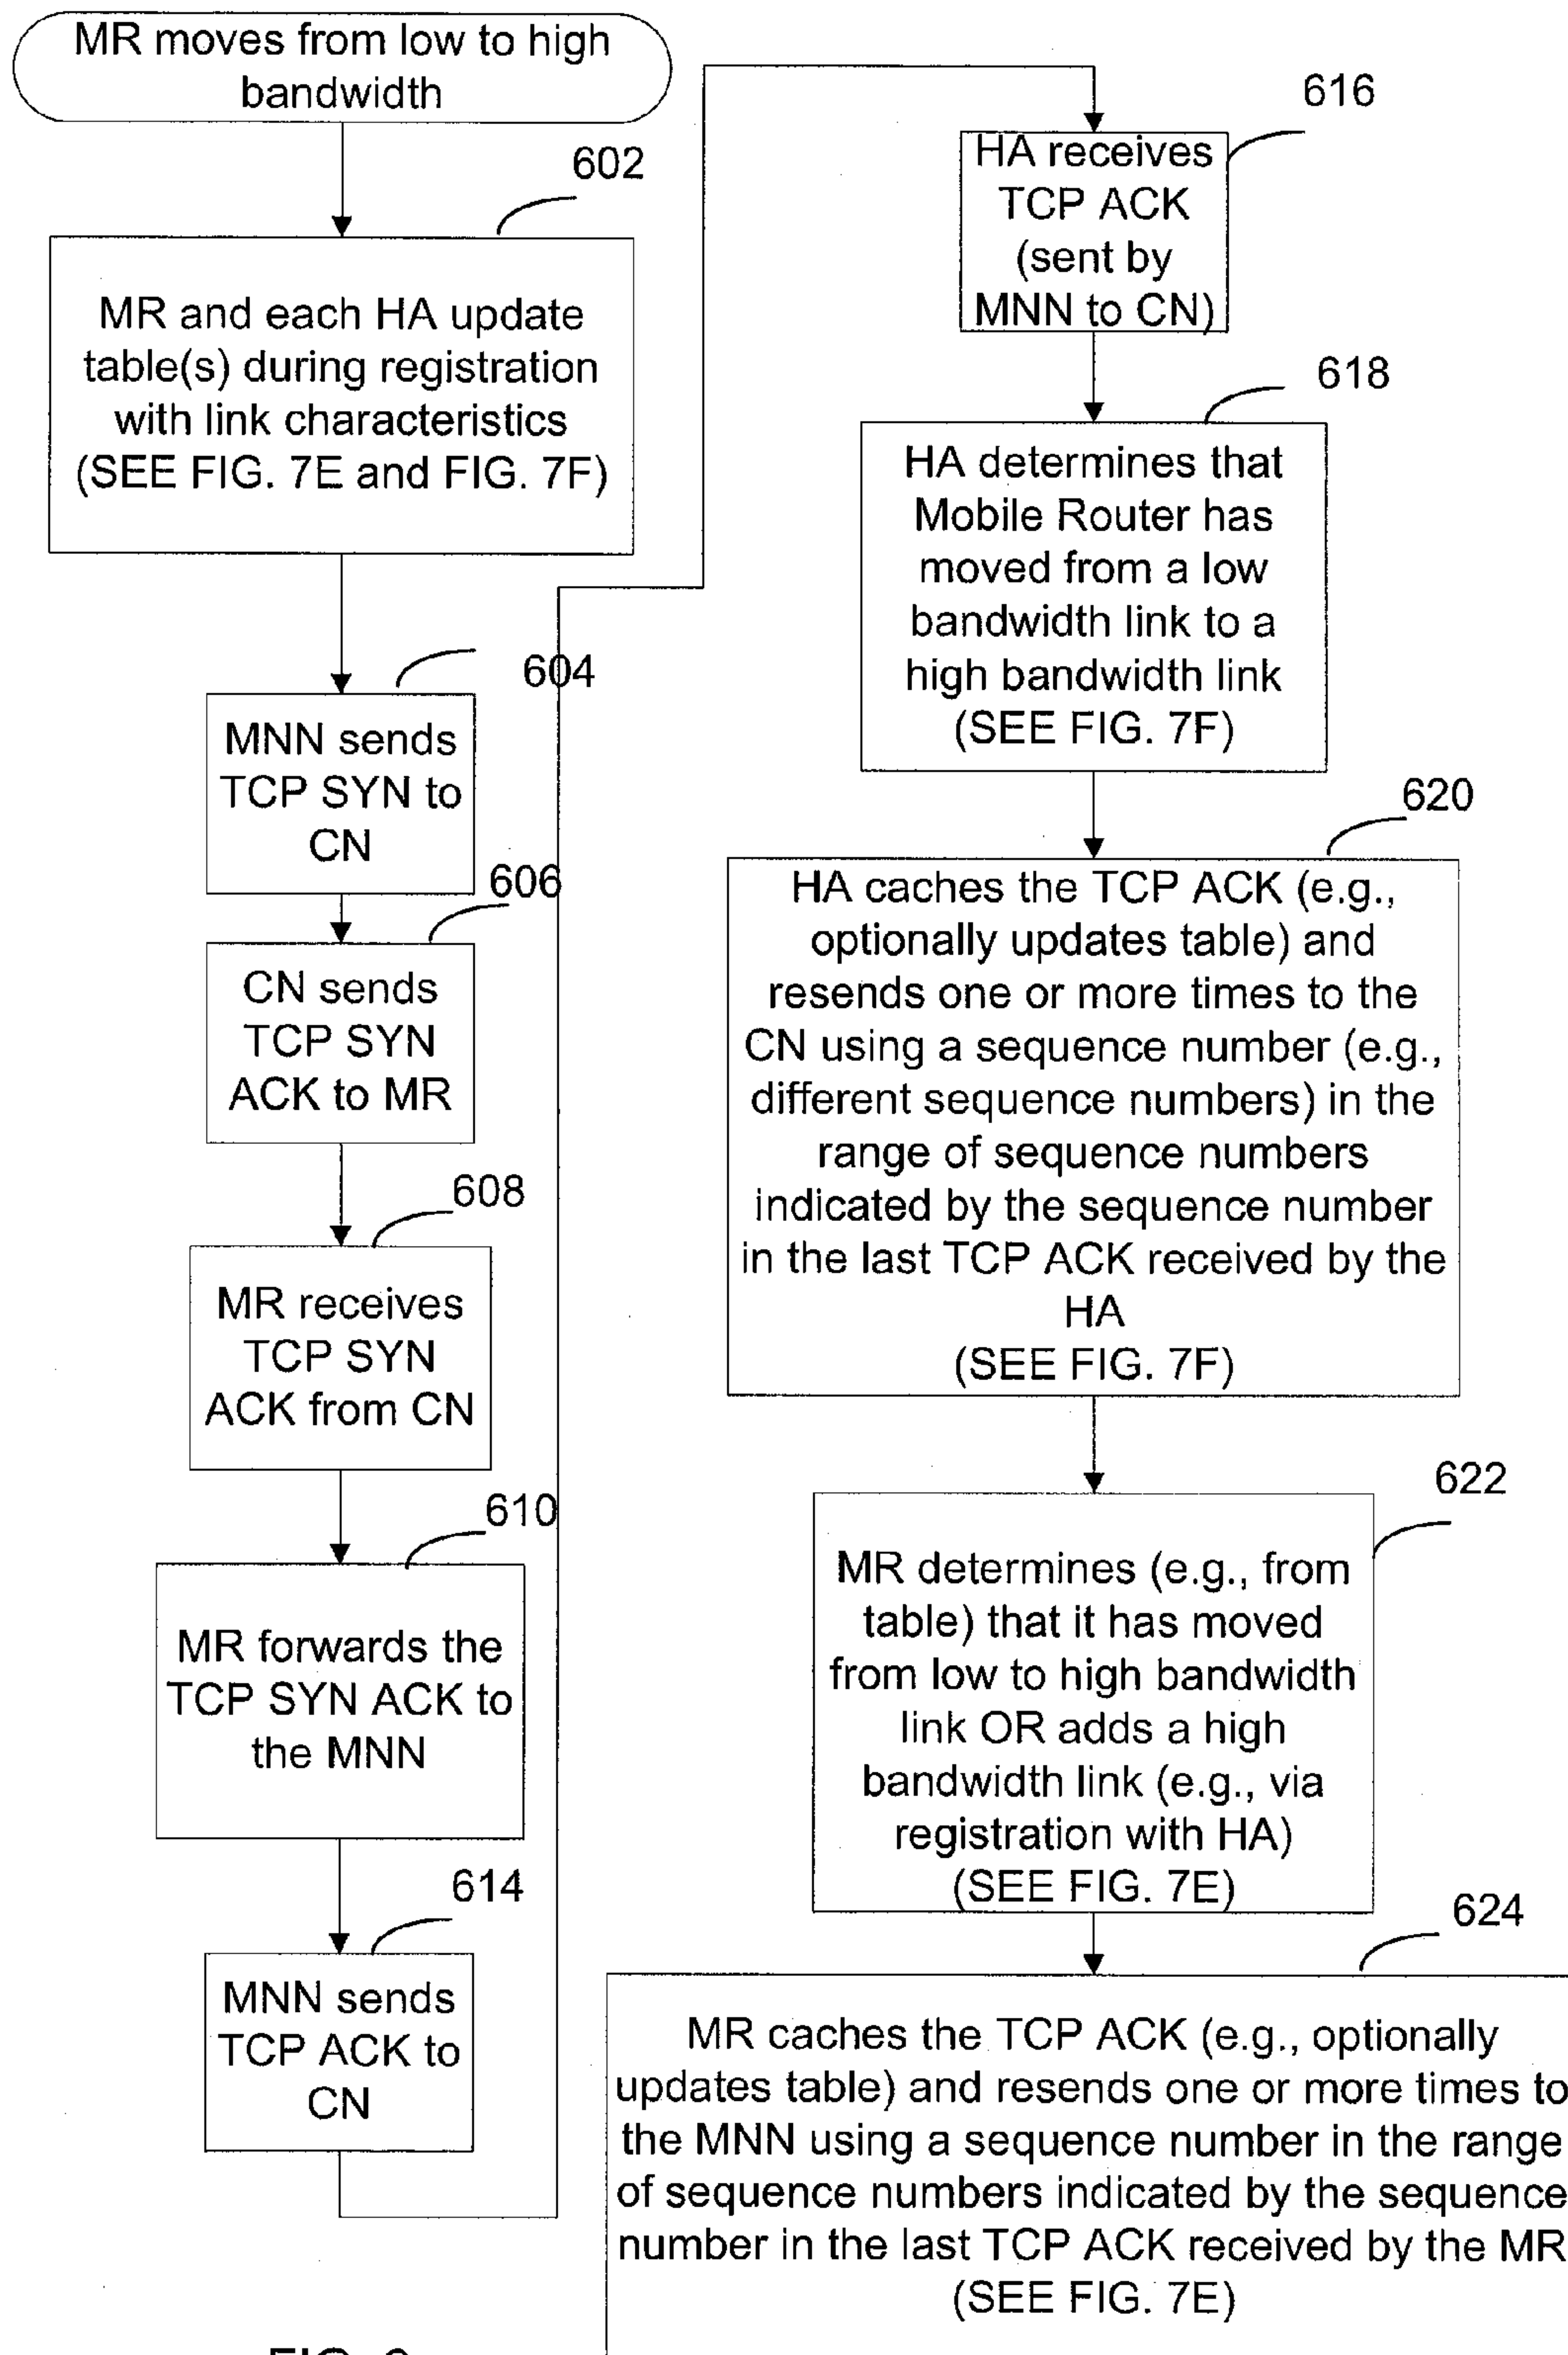 MR moves from low to high
bandwidth
602
MR and each HA update
table(s) during registration
with link characteristics
(SEE FIG. 7E and FIG. 7F)
604
MNN sends
TCP SYN to
CN
606
CN sends
TCP SYN
ACK to MR
608
MR receives
TCP SYN
ACK from CN
610
MR forwards the
TCP SYN ACK to
the MNN
614
MNN sends
TCP ACK to
CN
616
HA receives
TCP ACK
(sent by
MNN to CN)
618
HA determines that
Mobile Router has
moved from a low
bandwidth link to a
high bandwidth link
(SEE FIG. 7F)
620
HA caches the TCP ACK (e.g.,
optionally updates table) and
resends one or more times to the
CN using a sequence number (e.g.,
different sequence numbers) in the
range of sequence numbers
indicated by the sequence number
in the last TCP ACK received by the
HA
(SEE FIG. 7F)
622
MR determines (e.g., from
table) that it has moved
from low to high bandwidth
link OR adds a high
bandwidth link (e.g., via
registration with HA)
(SEE FIG. 7E)
624
MR caches the TCP ACK (e.g., optionally
updates table) and resends one or more times to
the MNN using a sequence number in the range
of sequence numbers indicated by the sequence
number in the last TCP ACK received by the MR
(SEE FIG. 7E)